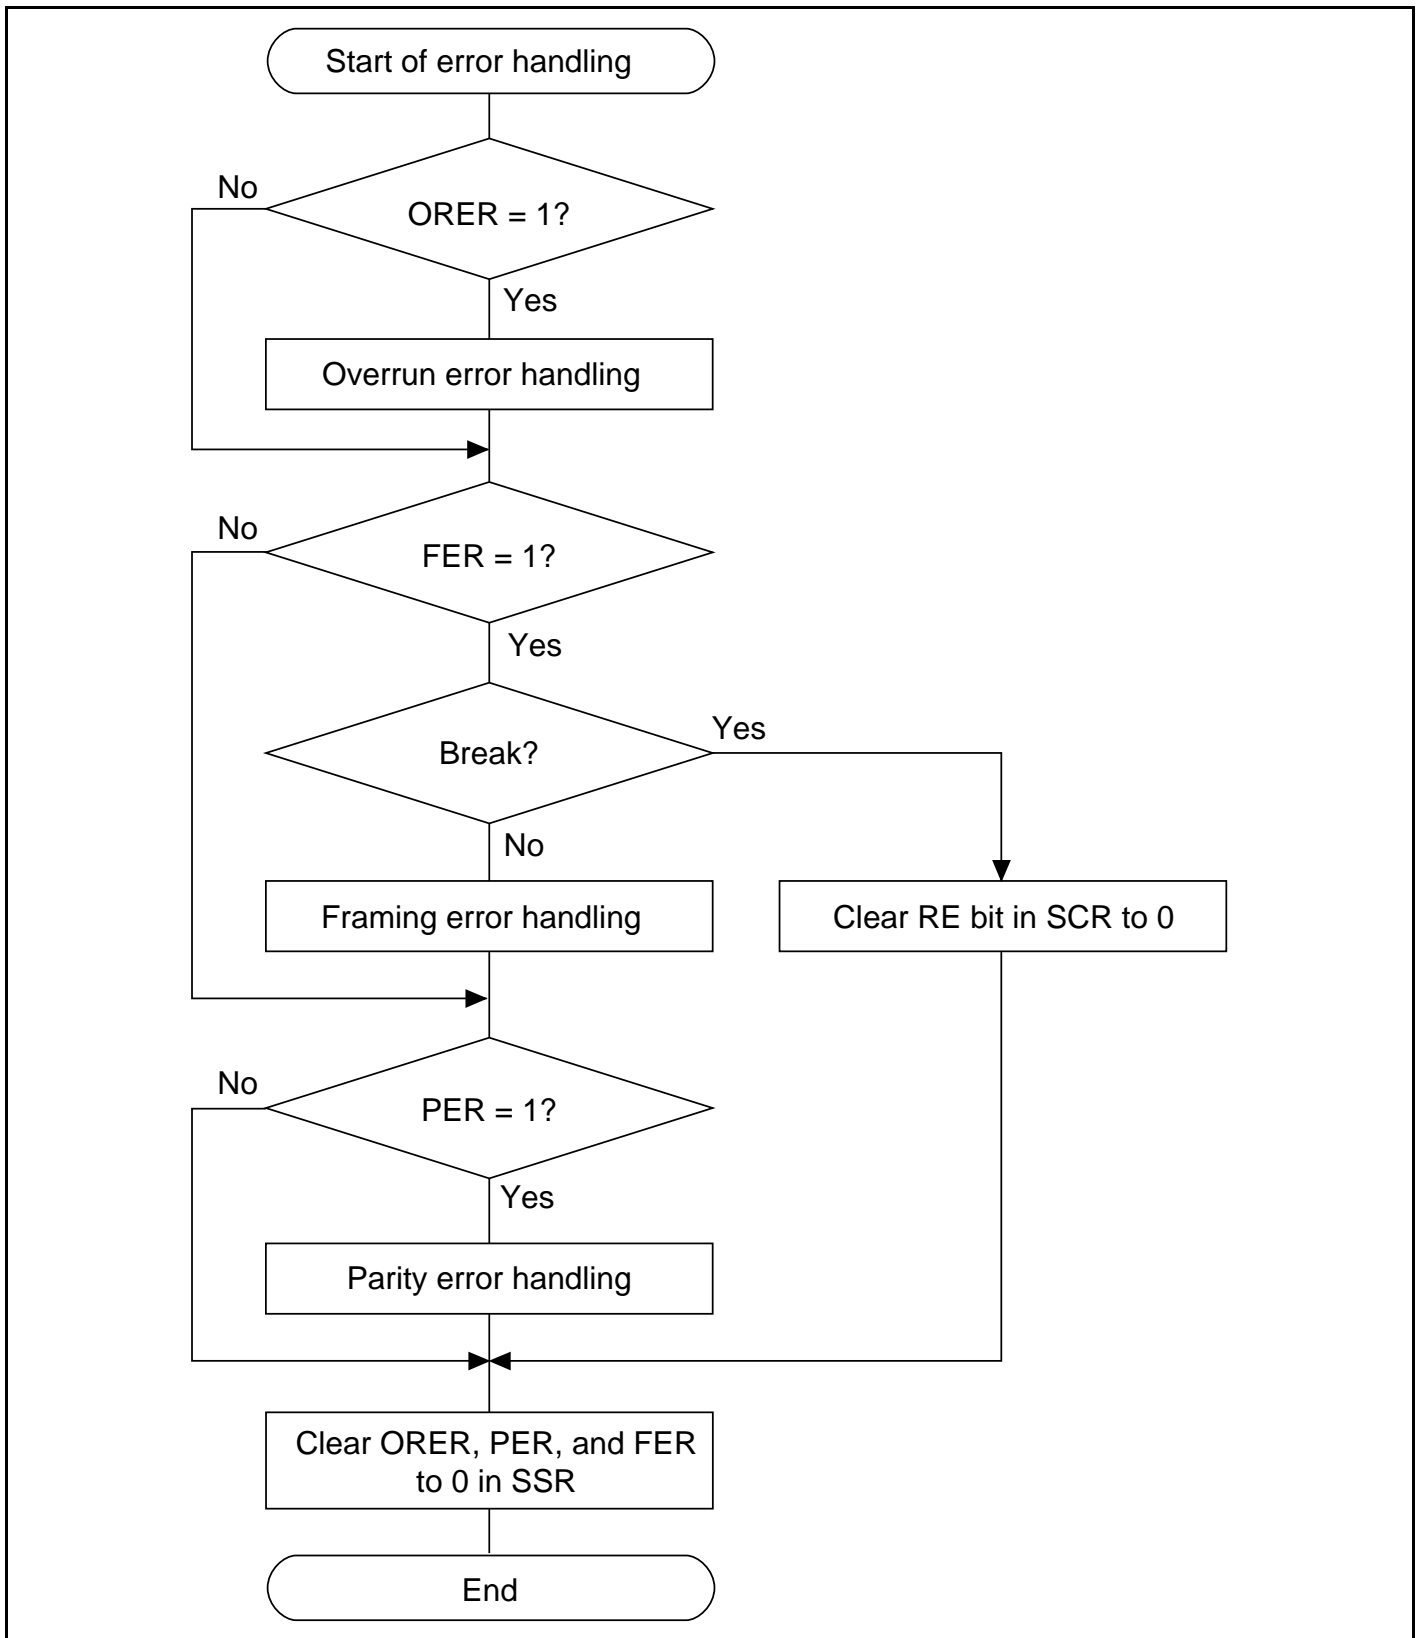 Start of error handling
No
ORER = 1?
Yes
Overrun error handling
No
FER = 1?
Yes
Break?
Yes
No
Framing error handling
Clear RE bit in SCR to 0
No
PER = 1?
Yes
Parity error handling
Clear ORER, PER, and FER
to 0 in SSR
End